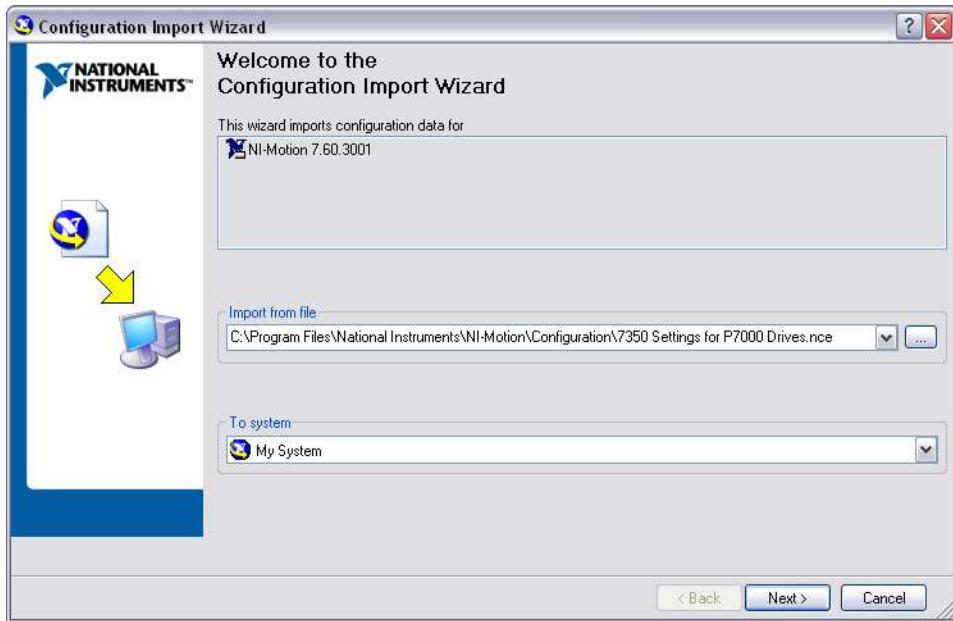 Configuration Import Wizard
NATIONAL
INSTRUMENTS™
Welcome to the
Configuration Import Wizard
This wizard imports configuration data for
NI-Motion 7.60.3001
Import from file
C:\Program Files\National Instruments\NI-Motion\Configuration\7350 Settings for P7000 Drives.nce
...
To system
My System
< Back
Next >
Cancel